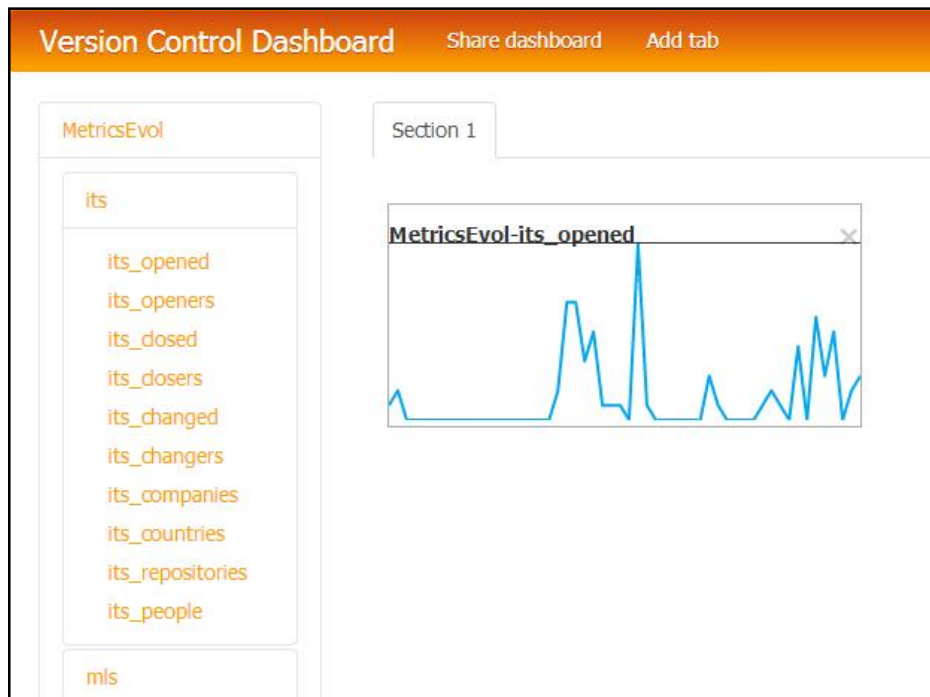 Version Control Dashboard Share dashboard Add tab
MetricsEvol
its
its_opened
its_openers
its_closed
its_closers
its_changed
its_changers
its_companies
its_countries
its_repositories
its_people
mls
Section 1
MetricsEvol-its_opened ×